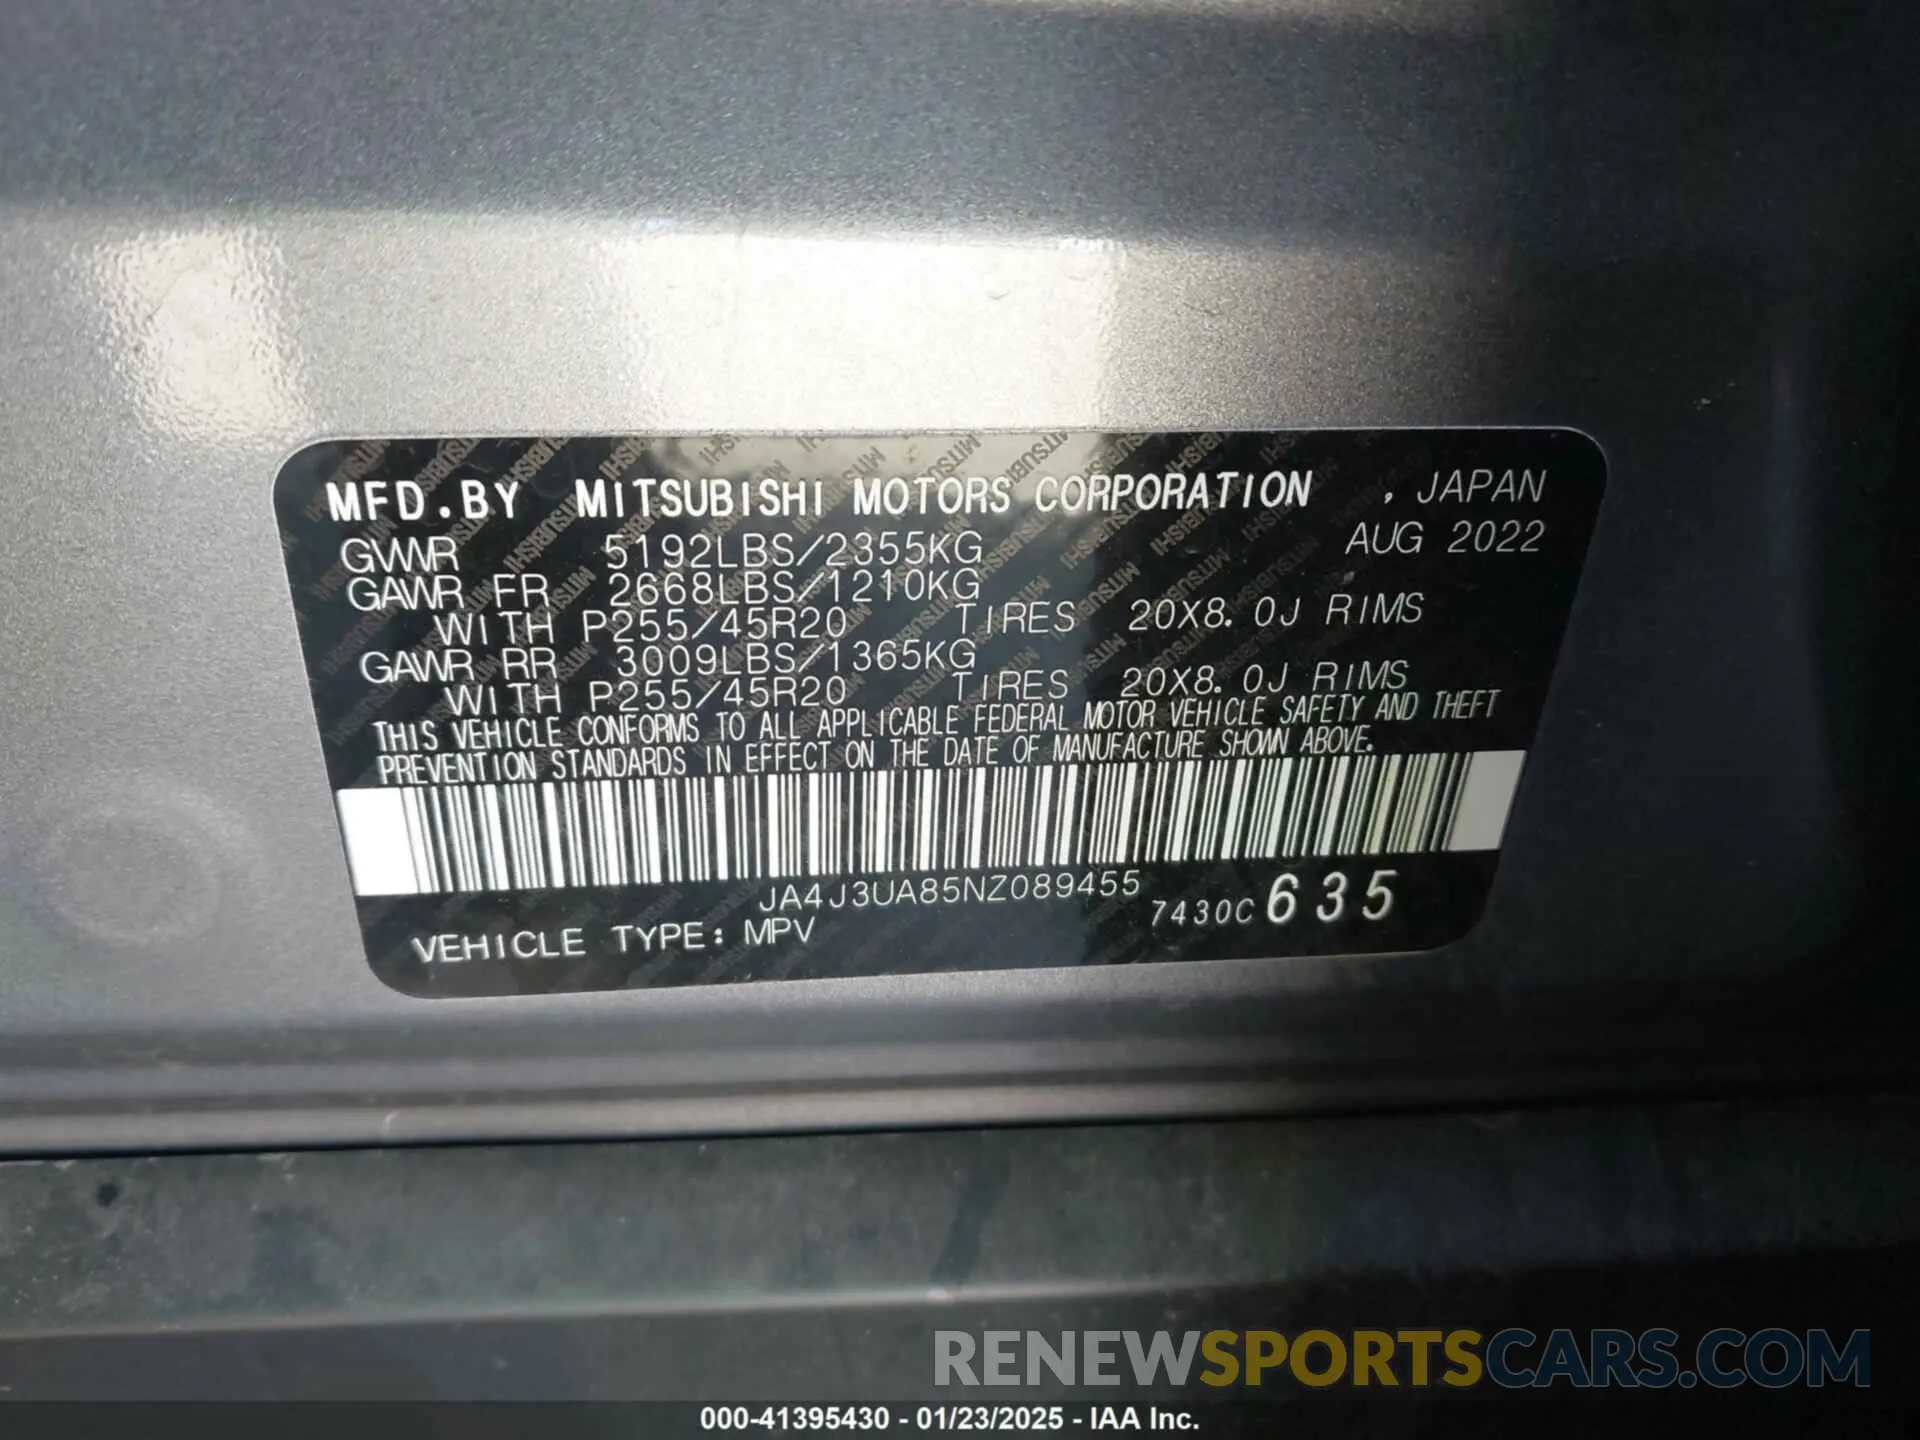 MFD.BY MITSUBISHI MOTORS CORPORATION , JAPAN
AUG 2022
GVWR 5192LBS/2355KG
GAWR FR 2668LBS/1210KG
WITH P255/45R20 TIRES 20X8.0J RIMS
GAWR RR 3009LBS/1365KG
WITH P255/45R20 TIRES 20X8.0J RIMS
THIS VEHICLE CONFORMS TO ALL APPLICABLE FEDERAL MOTOR VEHICLE SAFETY AND THEFT
PREVENTION STANDARDS IN EFFECT ON THE DATE OF MANUFACTURE SHOWN ABOVE.
JA4J3UA85NZ089455
7430C 635
VEHICLE TYPE: MPV
RENEWSPORTSCARS.COM
000-41395430 - 01/23/2025 - IAA Inc.